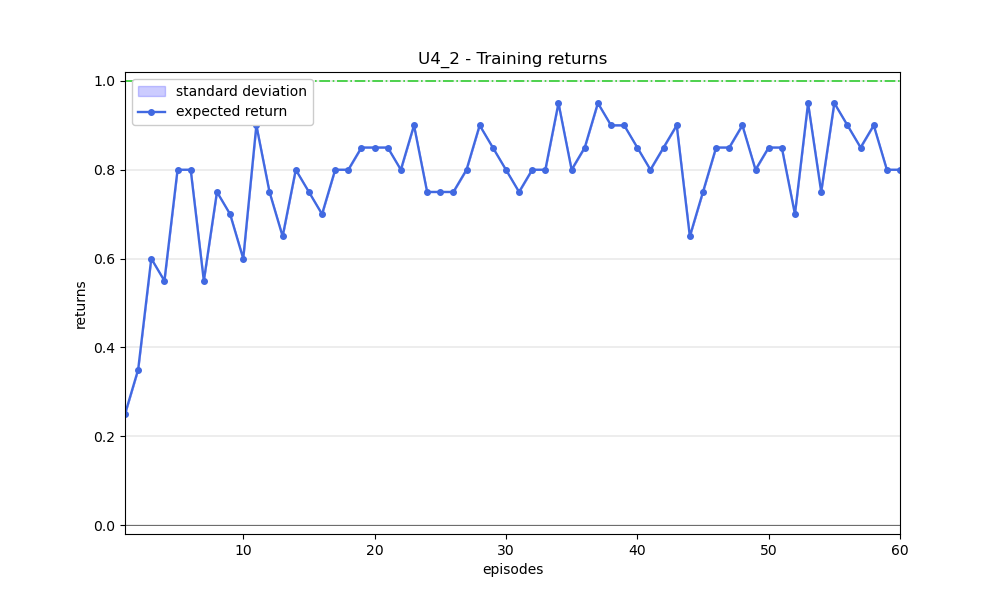 U4_2 - Training returns
standard deviation
expected return
returns
1.0
0.8
0.6
0.4
0.2
0.0
10 20 30 40 50 60
episodes